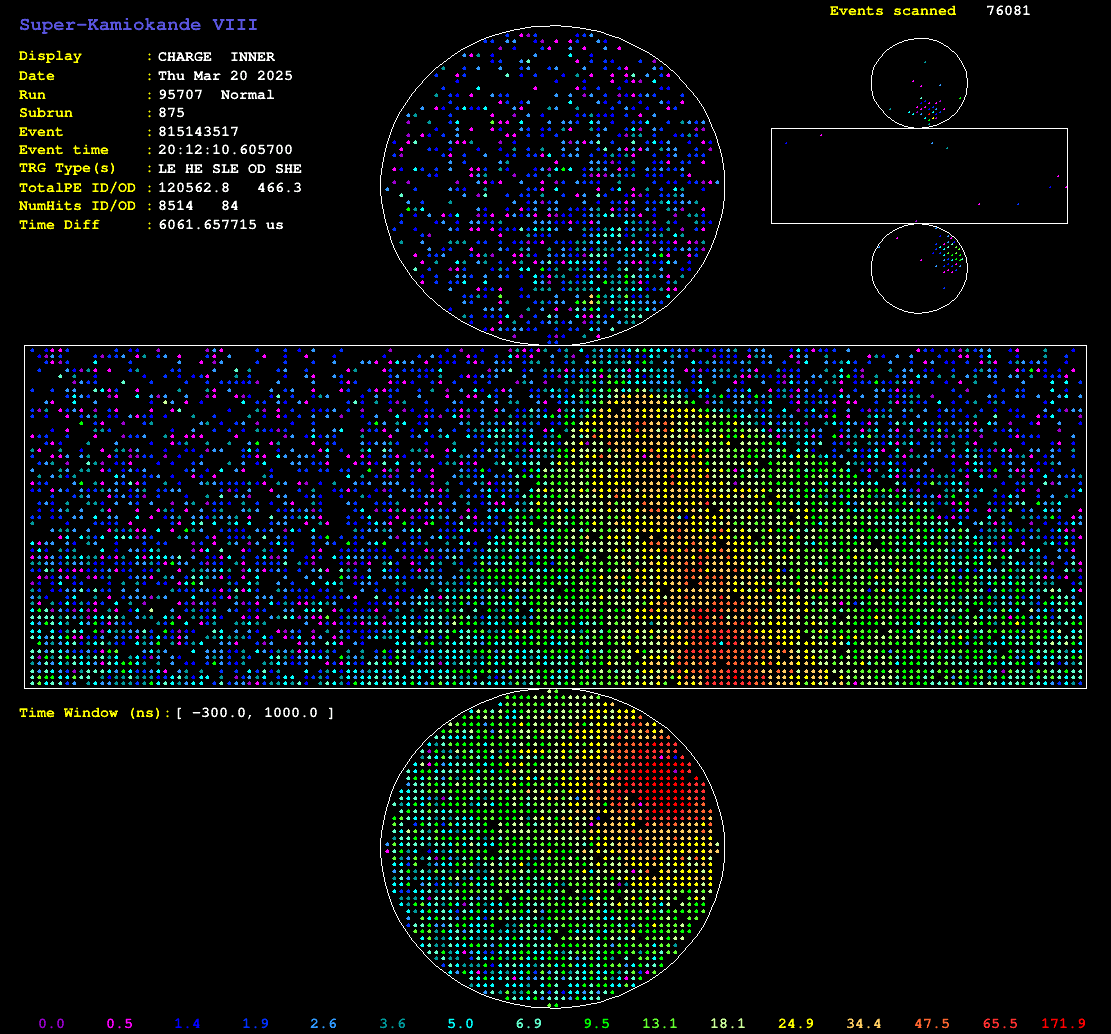 Super-Kamiokande VIII
Events scanned 76081
Display : CHARGE INNER
Date : Thu Mar 20 2025
Run : 95707 Normal
Subrun : 875
Event : 815143517
Event time : 20:12:10.605700
TRG Type(s) : LE HE SLE OD SHE
TotalPE ID/OD : 120562.8 466.3
NumHits ID/OD : 8514 84
Time Diff : 6061.657715 us
Time Window (ns):[ -300.0, 1000.0 ]
0.0 0.5 1.4 1.9 2.6 3.6 5.0 6.9 9.5 13.1 18.1 24.9 34.4 47.5 65.5 171.9